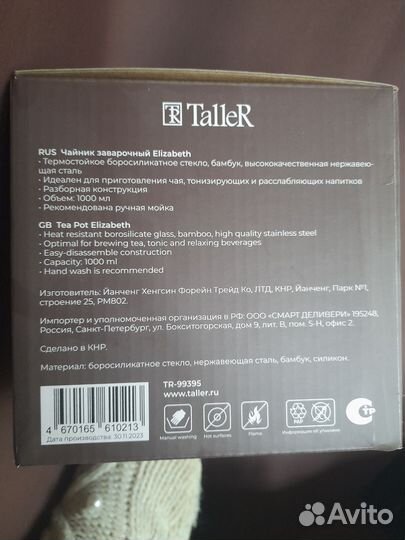 TalleR
RUS Чайник заварочный Elizabeth
• Термостойкое боросиликатное стекло, бамбук, высококачественная нержавею-
щая сталь
• Идеален для приготовления чая, тонизирующих и расслабляющих напитков
• Разборная конструкция
• Объем: 1000 мл
• Рекомендована ручная мойка
GB Tea Pot Elizabeth
• Heat resistant borosilicate glass, bamboo, high quality stainless steel
• Optimal for brewing tea, tonic and relaxing beverages
• Easy-disassemble construction
• Capacity: 1000 ml
• Hand wash is recommended
Изготовитель: Йанченг Хенгсин Форейн Трейд Ко, ЛТД, КНР, Йанченг, Парк №1,
строение 25, РМ802.
Импортер и уполномоченная организация в РФ: ООО «СМАРТ ДЕЛИВЕРИ» 195248,
Россия, Санкт-Петербург, ул. Бокситогорская, дом 9, лит. В, пом. 5-Н, офис 2.
Сделано в КНР.
Материал: боросиликатное стекло, нержавеющая сталь, бамбук, силикон.
TR-99395
www.taller.ru
4 670165 610213
Дата производства: 30.11.2023
Manual washing
Hot surfaces
Flame
PAP
Информация об упаковке
Avito